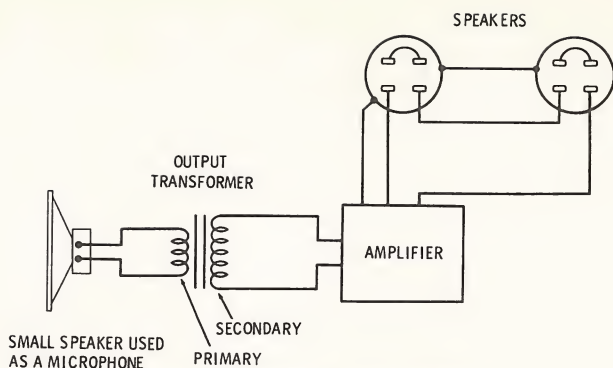 SPEAKERS
OUTPUT
TRANSFORMER
AMPLIFIER
SECONDARY
PRIMARY
SMALL SPEAKER USED
AS A MICROPHONE